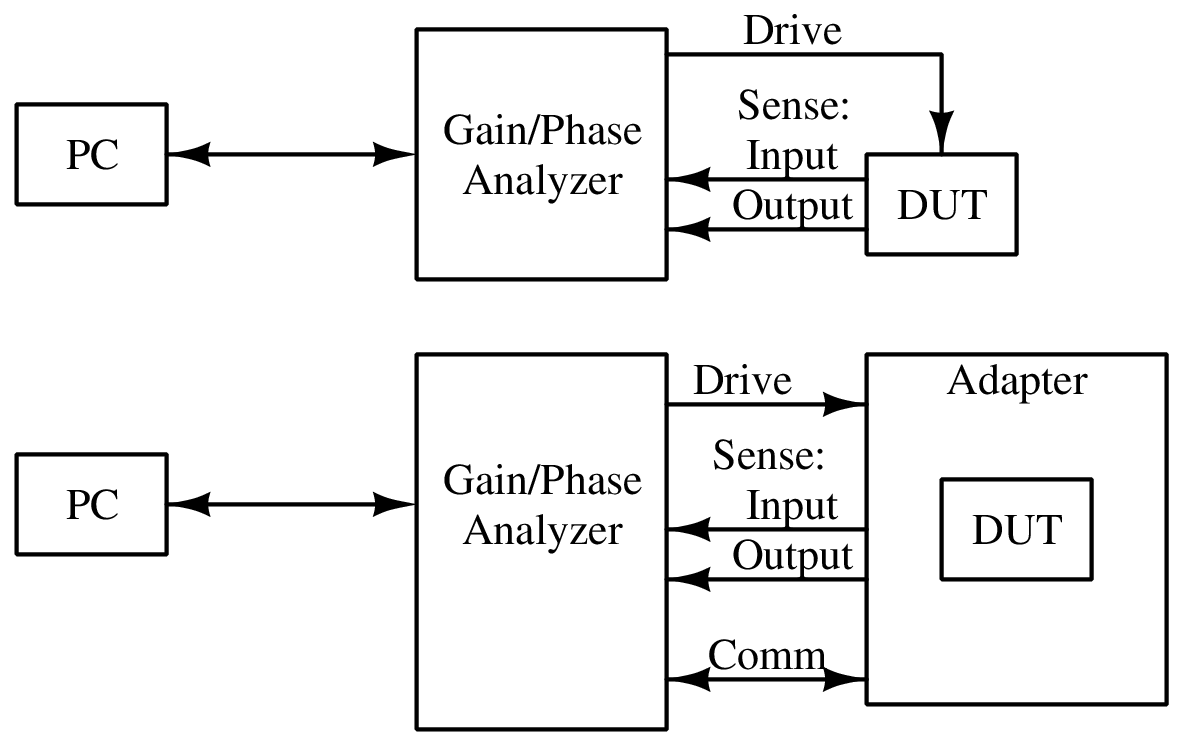 Drive
Sense:
Input
Output
PC
Gain/Phase
Analyzer
DUT
Drive
Adapter
Sense:
Input
Output
PC
Gain/Phase
Analyzer
DUT
Comm